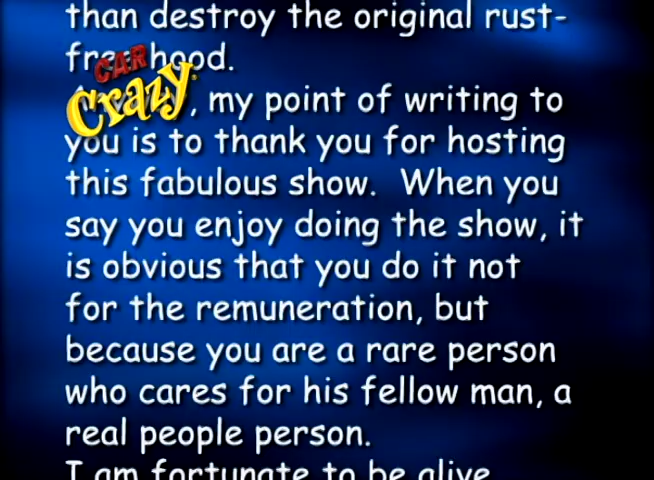 than destroy the original rust-
hood.
CAR
Crazy
, my point of writing to
you is to thank you for hosting
this fabulous show. When you
say you enjoy doing the show, it
is obvious that you do it not
for the remuneration, but
because you are a rare person
who cares for his fellow man, a
real people person.
I am fortunate to be alive